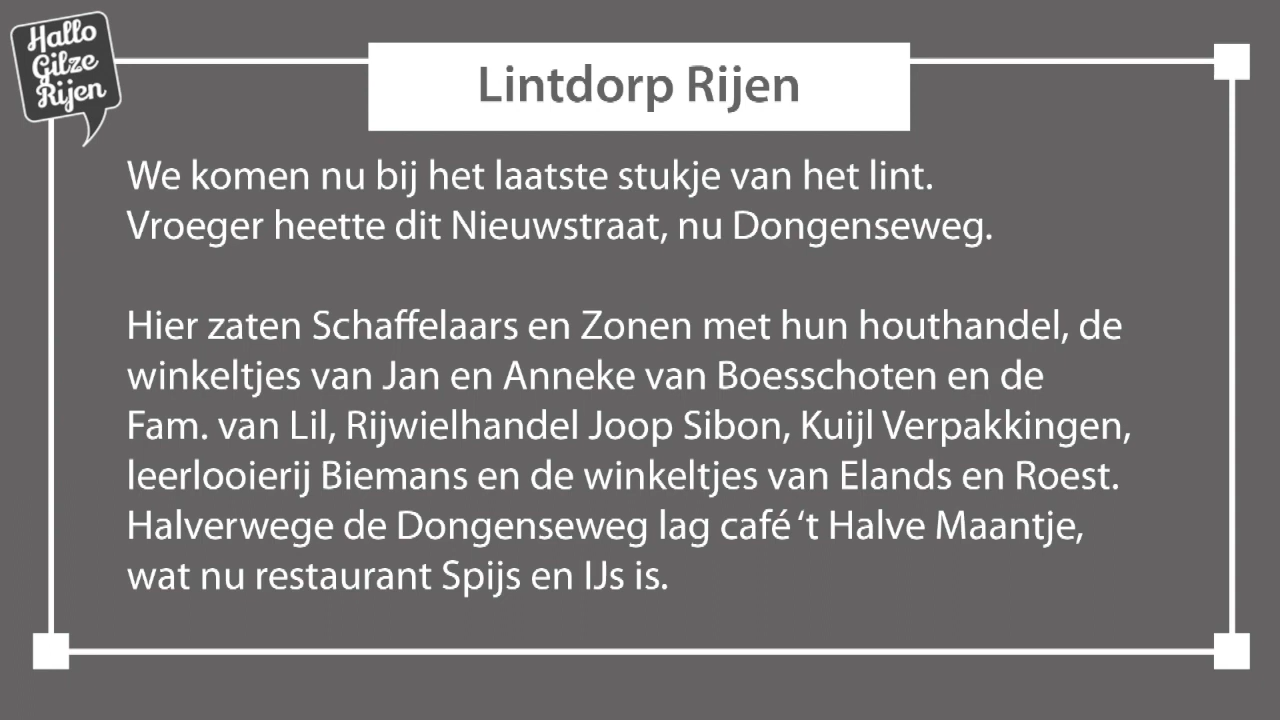 Hallo
Gilze
Rijen
Lintdorp Rijen
We komen nu bij het laatste stukje van het lint.
Vroeger heette dit Nieuwstraat, nu Dongenseweg.
Hier zaten Schaffelaars en Zonen met hun houthandel, de
winkeltjes van Jan en Anneke van Boesschoten en de
Fam. van Lil, Rijwielhandel Joop Sibon, Kuijl Verpakkingen,
leerlooierij Biemans en de winkeltjes van Elands en Roest.
Halverwege de Dongenseweg lag café ‘t Halve Maantje,
wat nu restaurant Spijs en IJs is.